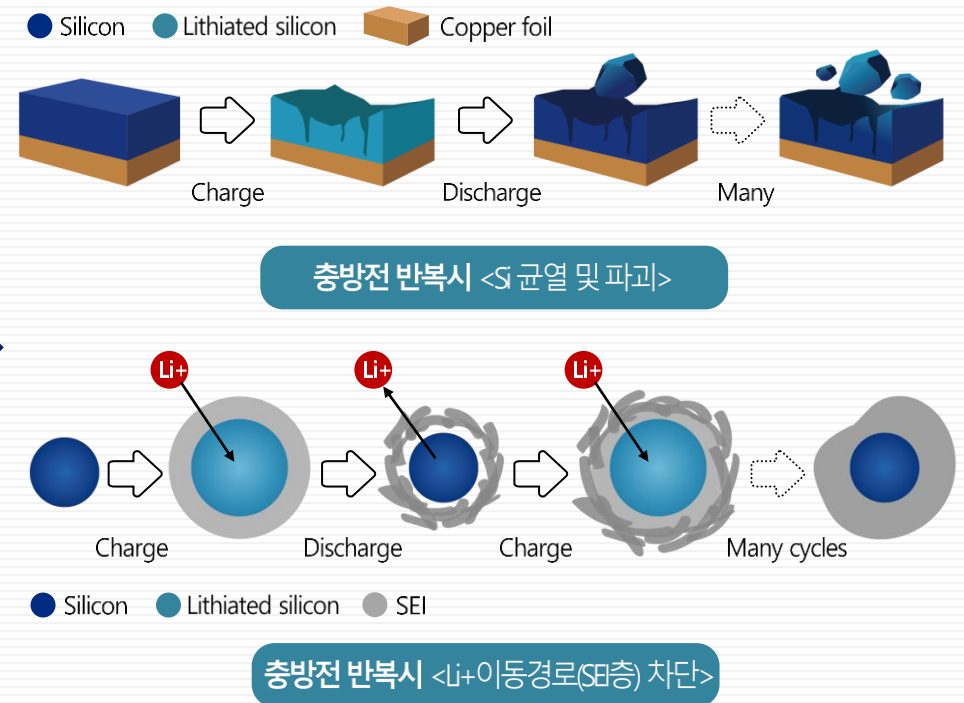 Silicon Lithiated silicon Copper foil
Charge Discharge Many
충방전 반복시 <Si 균열 및 파괴>
Li+ Li+ Li+
Charge Discharge Charge Many cycles
Silicon Lithiated silicon SEI
충방전 반복시 <Li+이동경로(SEI층) 차단>